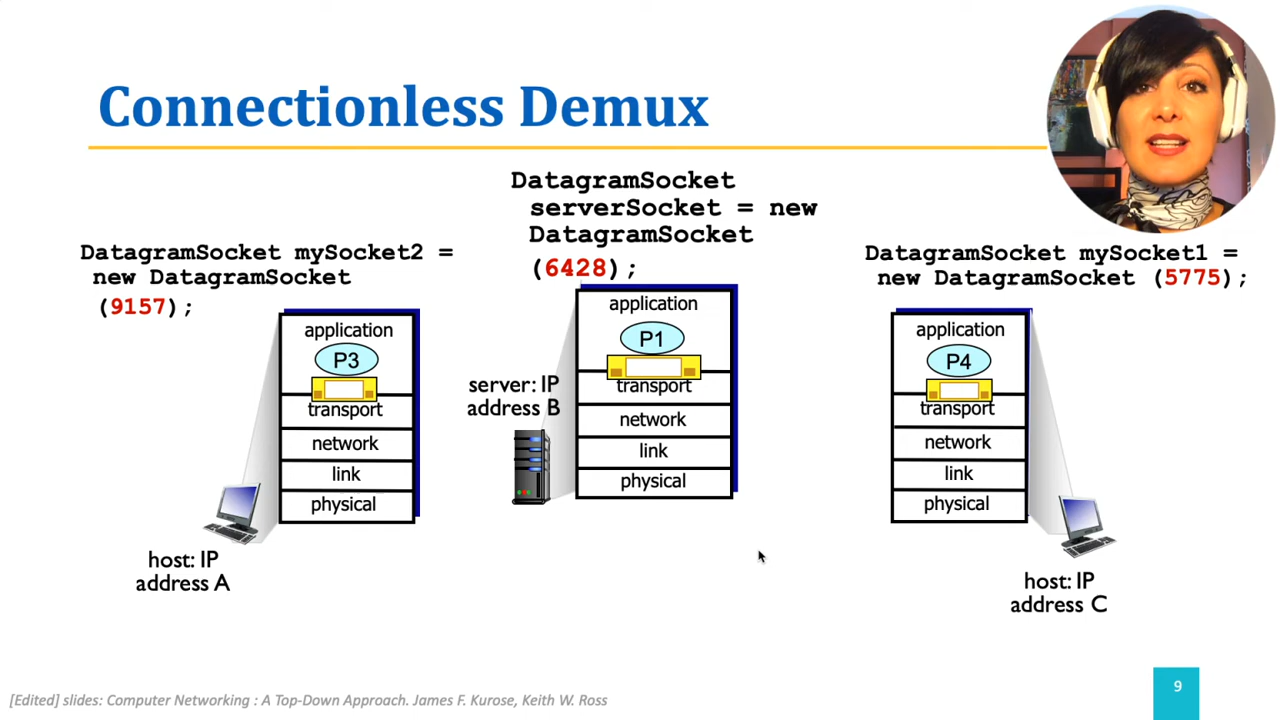 Connectionless Demux
DatagramSocket
serverSocket = new
DatagramSocket
(6428);
DatagramSocket mySocket2 =
new DatagramSocket
(9157);
DatagramSocket mySocket1 =
new DatagramSocket (5775);
application
P3
transport
network
link
physical
host: IP
address A
server: IP
address B
application
P1
transport
network
link
physical
application
P4
transport
network
link
physical
host: IP
address C
[Edited] slides: Computer Networking : A Top-Down Approach. James F. Kurose, Keith W. Ross
9